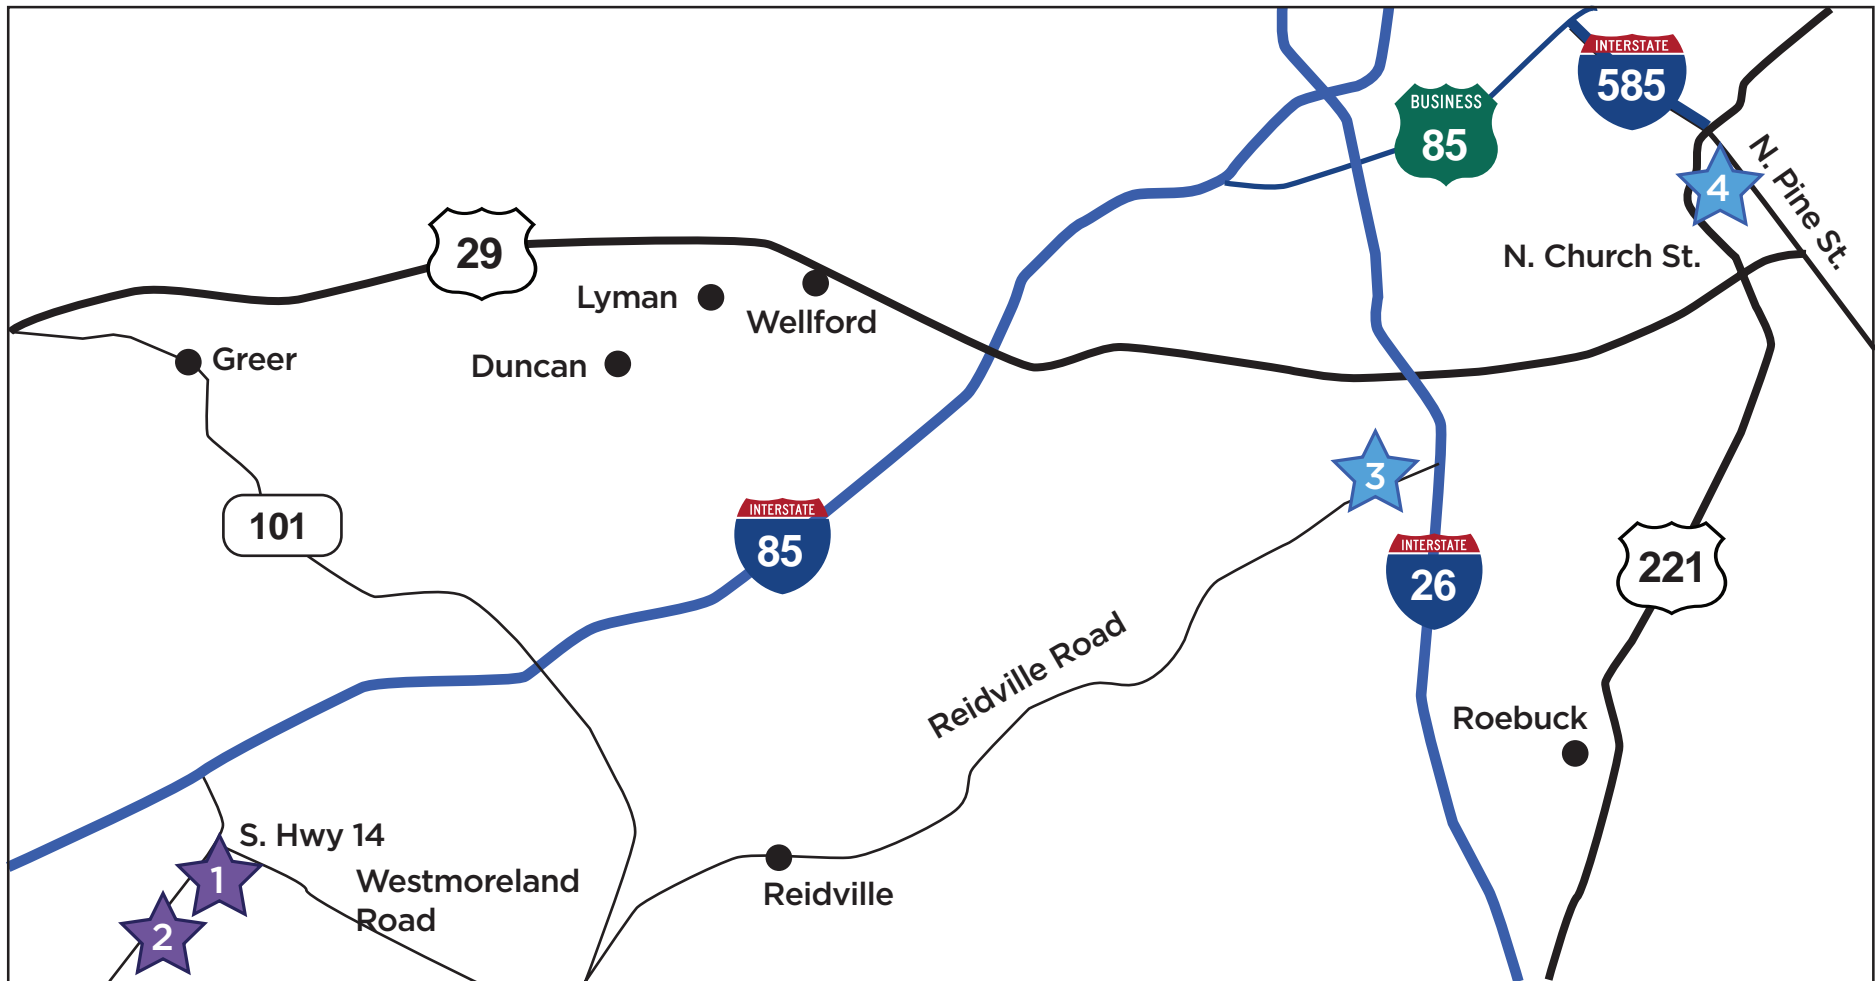 INTERSTATE
585
BUSINESS
85
N. Pine St.
4
29
N. Church St.
Lyman
Wellford
Greer
Duncan
3
101
INTERSTATE
85
INTERSTATE
26
221
Reidville Road
Roebuck
S. Hwy 14
1
Westmoreland
Road
Reidville
2